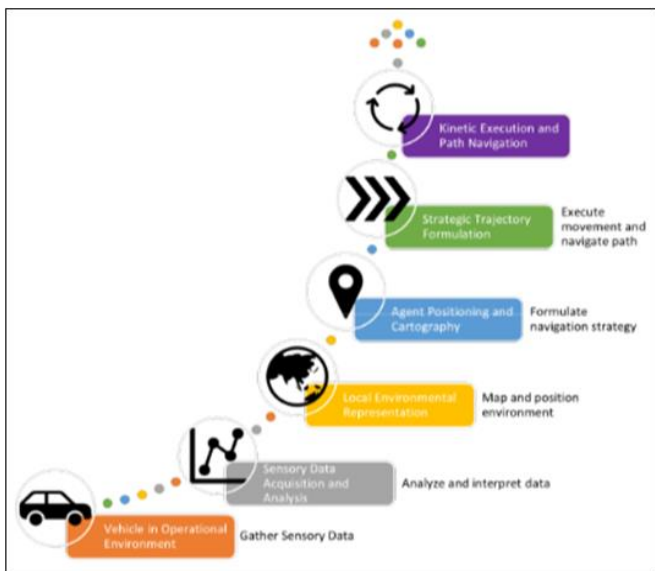 Kinetic Execution and
Path Navigation
Strategic Trajectory
Formulation
Execute
movement and
navigate path
Agent Positioning and
Cartography
Formulate
navigation strategy
Local Environmental
Representation
Map and position
environment
Sensory Data
Acquisition and
Analysis
Analyze and interpret data
Vehicle in Operational
Environment
Gather Sensory Data